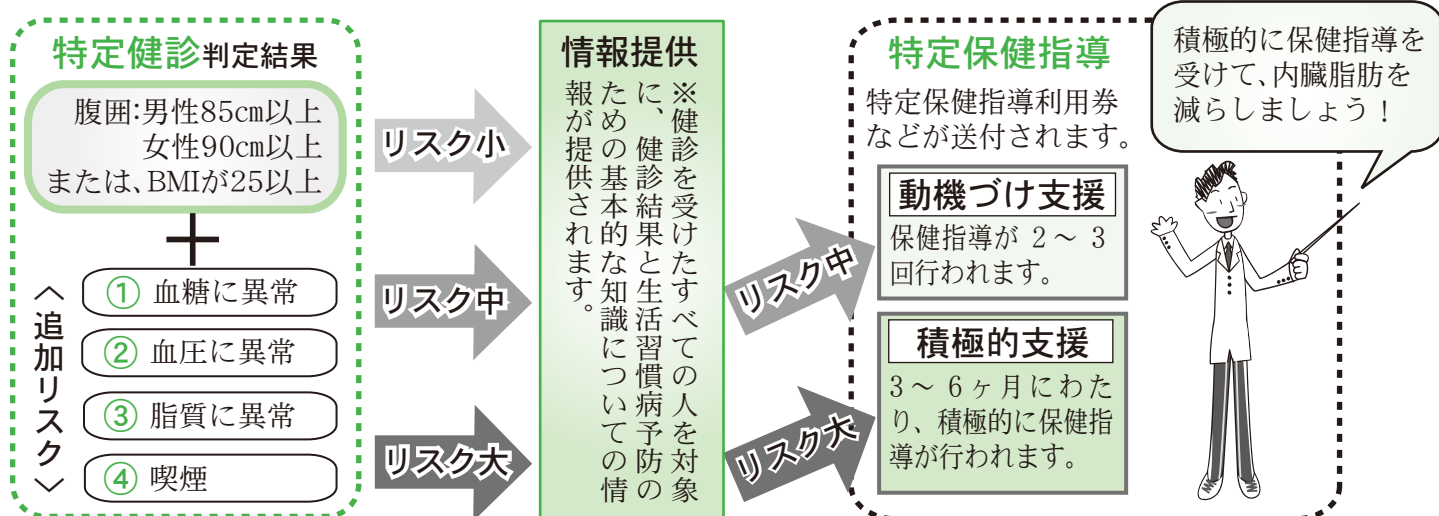 特定健診判定結果
腹囲:男性85cm以上
女性90cm以上
または、BMIが25以上
＋
〈追加リスク〉
① 血糖に異常
② 血圧に異常
③ 脂質に異常
④ 喫煙
リスク小
リスク中
リスク大
情報提供
※健診を受けたすべての人を対象
に、健診結果と生活習慣病予防の
ための基本的な知識についての情
報が提供されます。
リスク中
リスク大
特定保健指導
特定保健指導利用券
などが送付されます。
動機づけ支援
保健指導が 2～ 3
回行われます。
積極的支援
3～ 6ヶ月にわた
り、積極的に保健指
導が行われます。
積極的に保健指導を
受けて、内臓脂肪を
減らしましょう！